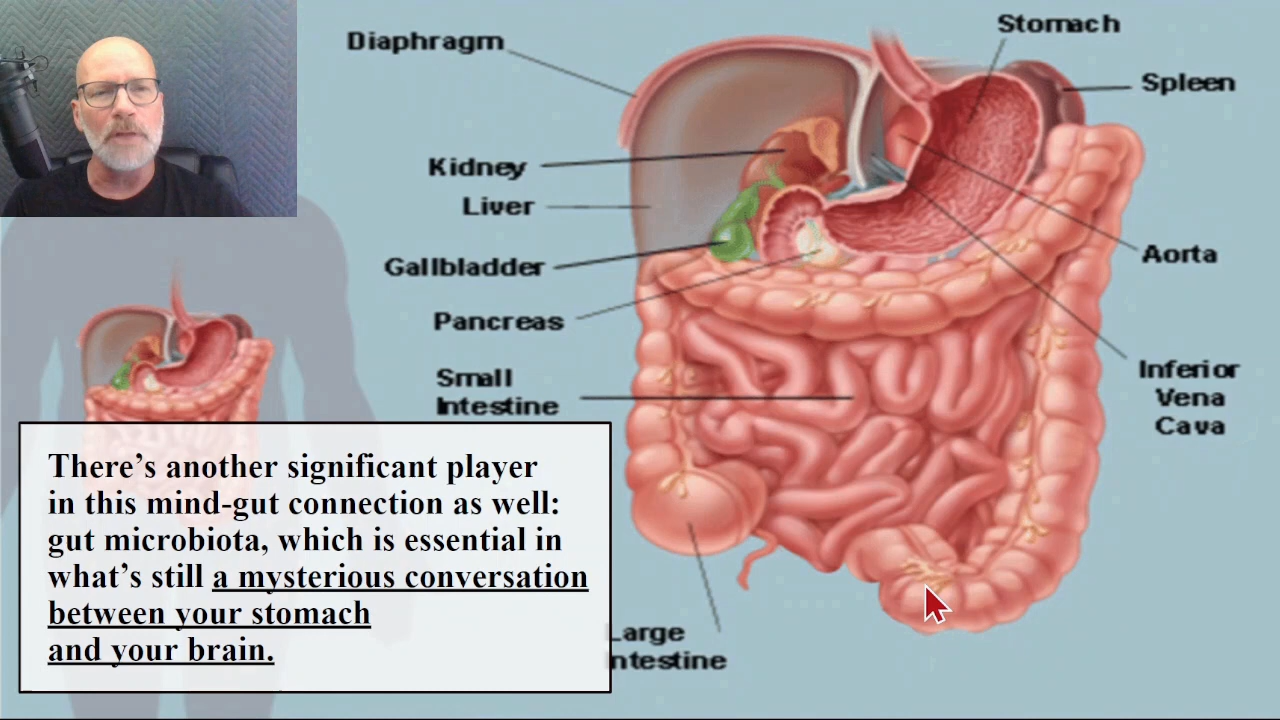 Diaphragm
Kidney
Liver
Gallbladder
Pancreas
Small
Intestine
Large
ntestine
Stomach
Spleen
Aorta
Inferior
Vena
Cava
There’s another significant player
in this mind-gut connection as well:
gut microbiota, which is essential in
what’s still a mysterious conversation
between your stomach
and your brain.